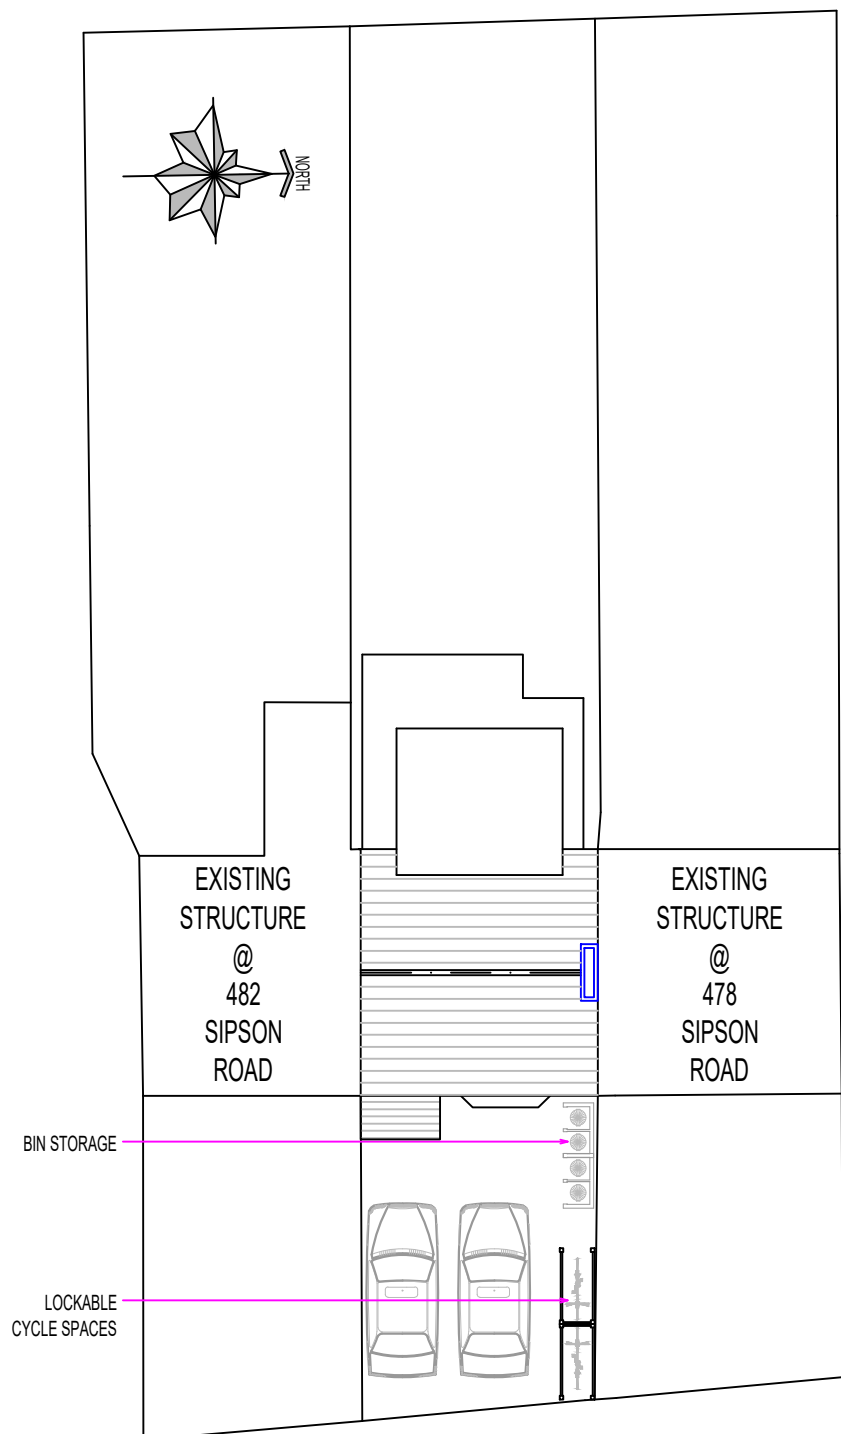 NORTH
EXISTING
STRUCTURE
@
482
SIPSON
ROAD
EXISTING
STRUCTURE
@
478
SIPSON
ROAD
BIN STORAGE
LOCKABLE
CYCLE SPACES